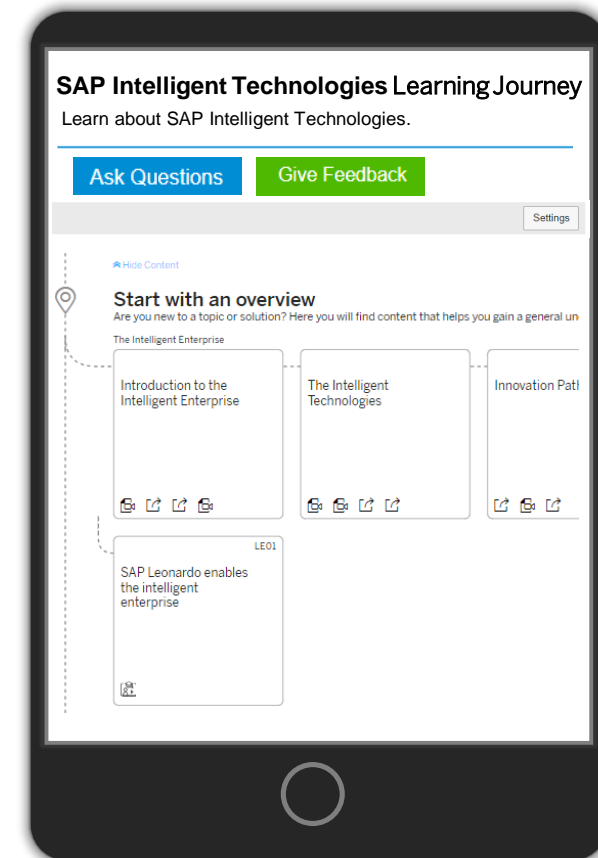 SAP Intelligent Technologies Learning Journey
Learn about SAP Intelligent Technologies.
Ask Questions
Give Feedback
Settings
Hide Content
Start with an overview
Are you new to a topic or solution? Here you will find content that helps you gain a general un
The Intelligent Enterprise
Introduction to the
Intelligent Enterprise
The Intelligent
Technologies
Innovation Path
LEO1
SAP Leonardo enables
the intelligent
enterprise